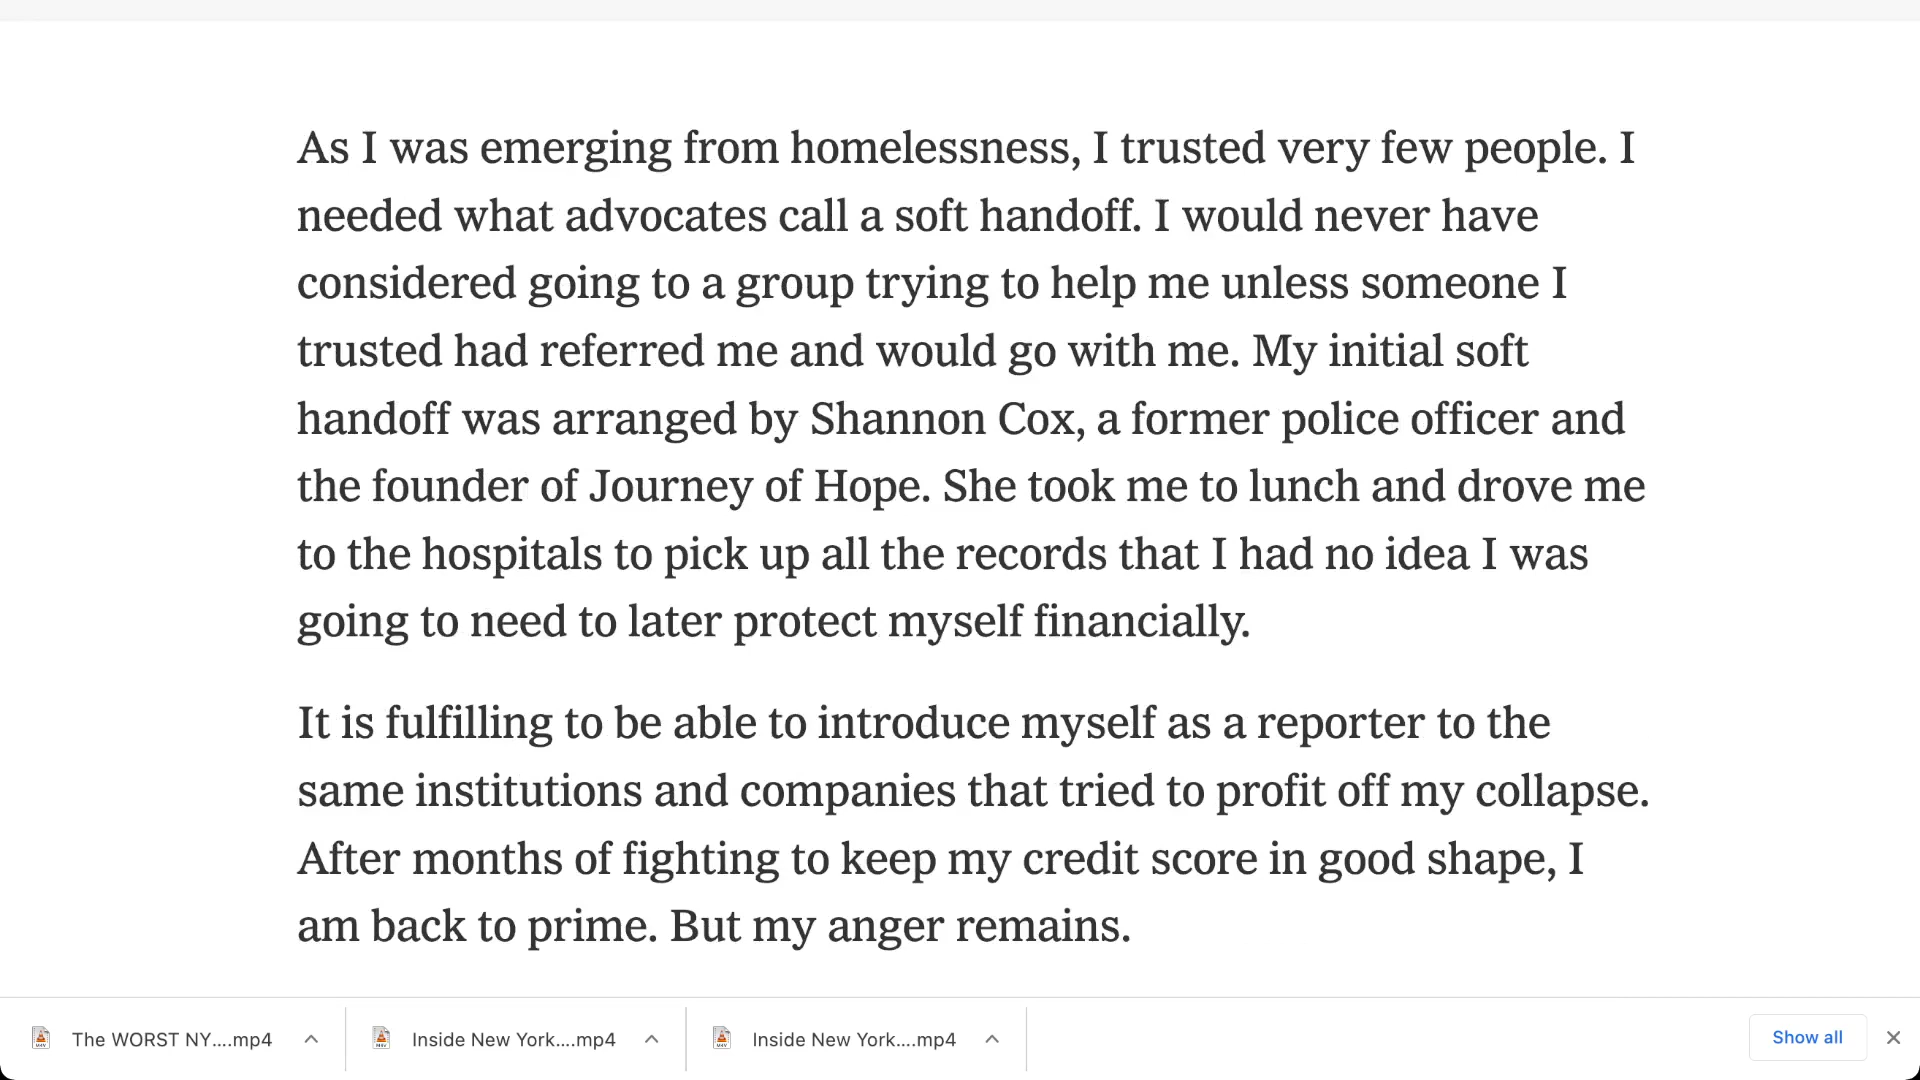 As I was emerging from homelessness, I trusted very few people. I
needed what advocates call a soft handoff. I would never have
considered going to a group trying to help me unless someone I
trusted had referred me and would go with me. My initial soft
handoff was arranged by Shannon Cox, a former police officer and
the founder of Journey of Hope. She took me to lunch and drove me
to the hospitals to pick up all the records that I had no idea I was
going to need to later protect myself financially.
It is fulfilling to be able to introduce myself as a reporter to the
same institutions and companies that tried to profit off my collapse.
After months of fighting to keep my credit score in good shape, I
am back to prime. But my anger remains.
The WORST NY....mp4
Inside New York....mp4
Inside New York....mp4
Show all